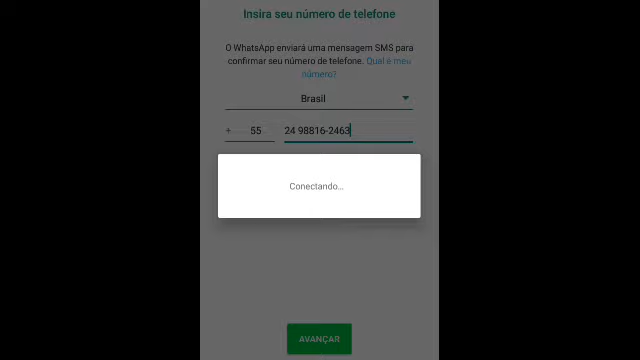 Insira seu número de telefone
O WhatsApp enviará uma mensagem SMS para
confirmar seu número de telefone. Qual é meu
número?
Brasil
+ 55 24 98816-2463
Conectando...
AVANÇAR